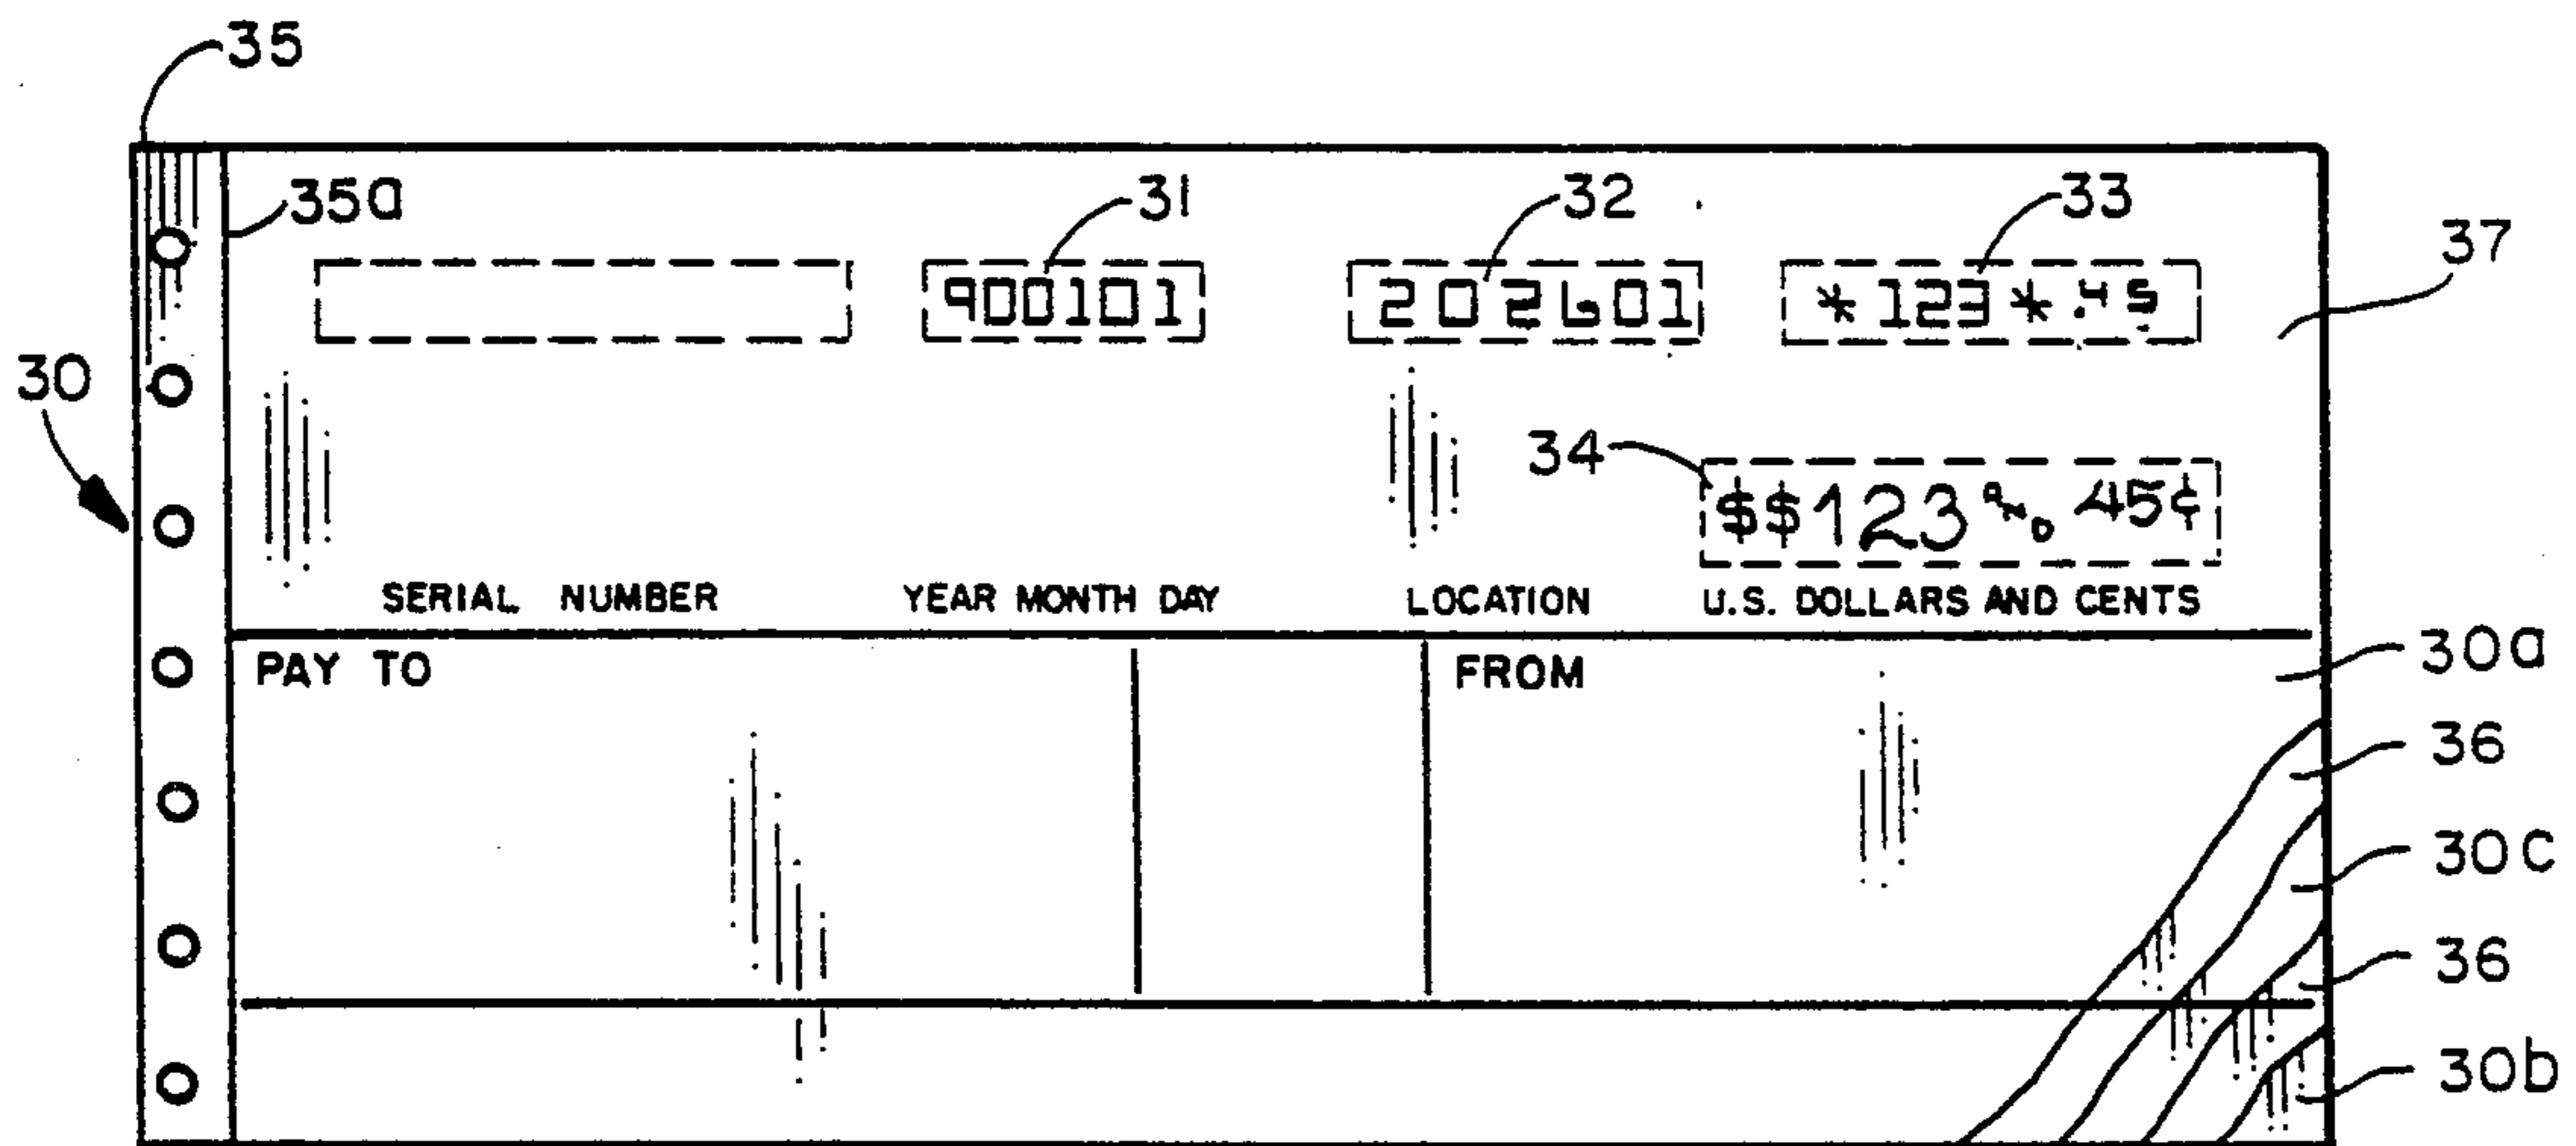 35
35a 31 32 33
37
900101 202601 *123*.45
30
34
$$123 AND 45¢
SERIAL NUMBER YEAR MONTH DAY LOCATION U.S. DOLLARS AND CENTS
PAY TO FROM 30a
36
30c
36
30b